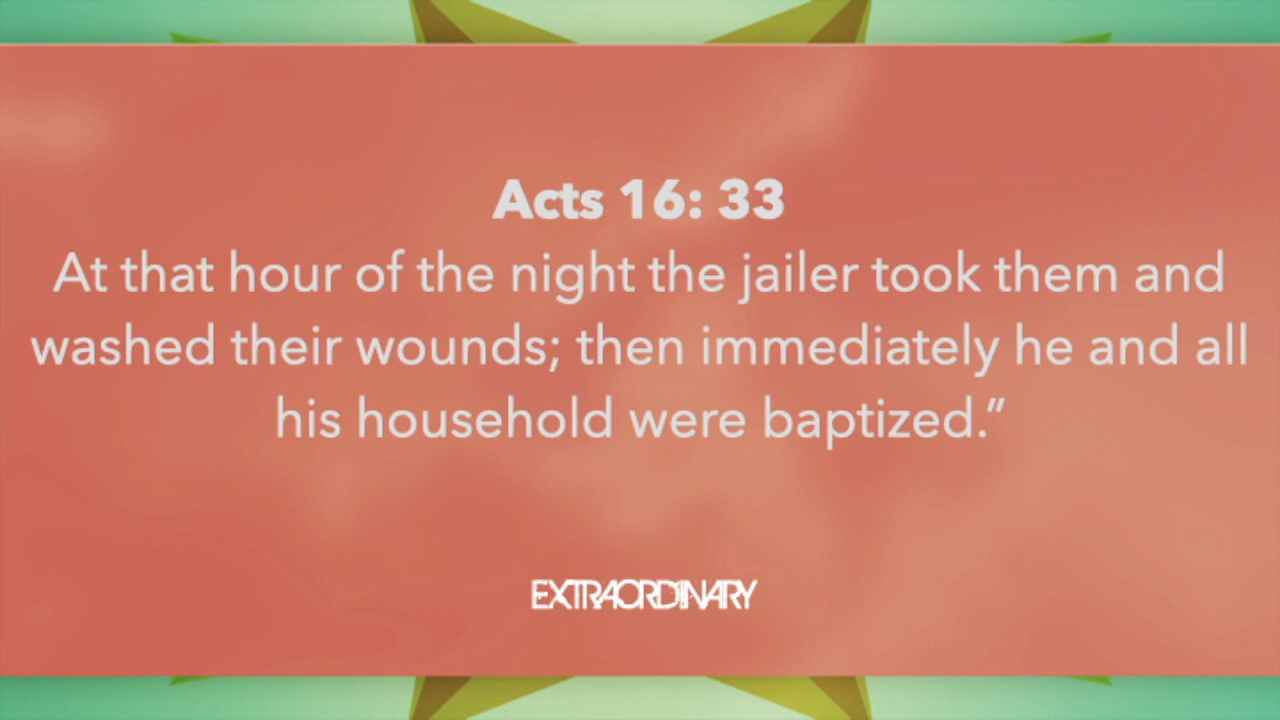 Acts 16: 33
At that hour of the night the jailer took them and
washed their wounds; then immediately he and all
his household were baptized.”
EXTRAORDINARY